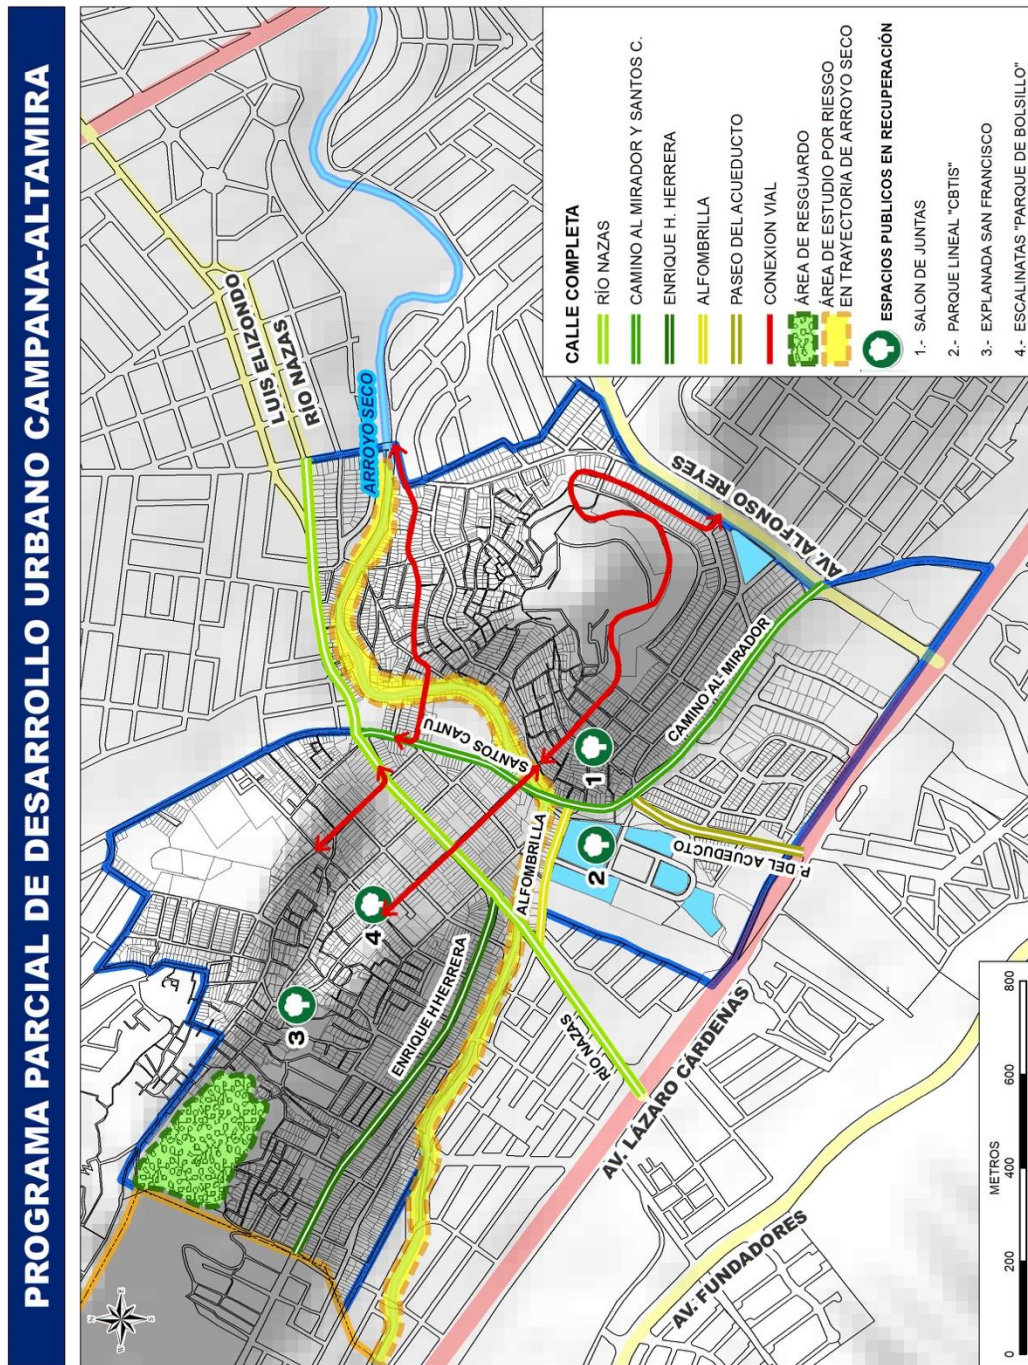 PROGRAMA PARCIAL DE DESARROLLO URBANO CAMPANA-ALTAMIRA
LUIS ELIZONDO
RÍO NAZAS
ARROYO SECO
SANTOS CANTU
ALFOMBRILLA
ENRIQUE H HERRERA
RÍO NAZAS
CAMINO AL MIRADOR
P. DEL ACUEDUCTO
AV. ALFONSO REYES
AV. LÁZARO CÁRDENAS
AV. FUNDADORES
1
2
3
4
METROS
0 200 400 600 800
CALLE COMPLETA
RÍO NAZAS
CAMINO AL MIRADOR Y SANTOS C.
ENRIQUE H. HERRERA
ALFOMBRILLA
PASEO DEL ACUEDUCTO
CONEXION VIAL
ÁREA DE RESGUARDO
ÁREA DE ESTUDIO POR RIESGO
EN TRAYECTORIA DE ARROYO SECO
ESPACIOS PUBLICOS EN RECUPERACIÓN
1.- SALON DE JUNTAS
2.- PARQUE LINEAL "CBTIS"
3.- EXPLANADA SAN FRANCISCO
4.- ESCALINATAS "PARQUE DE BOLSILLO"